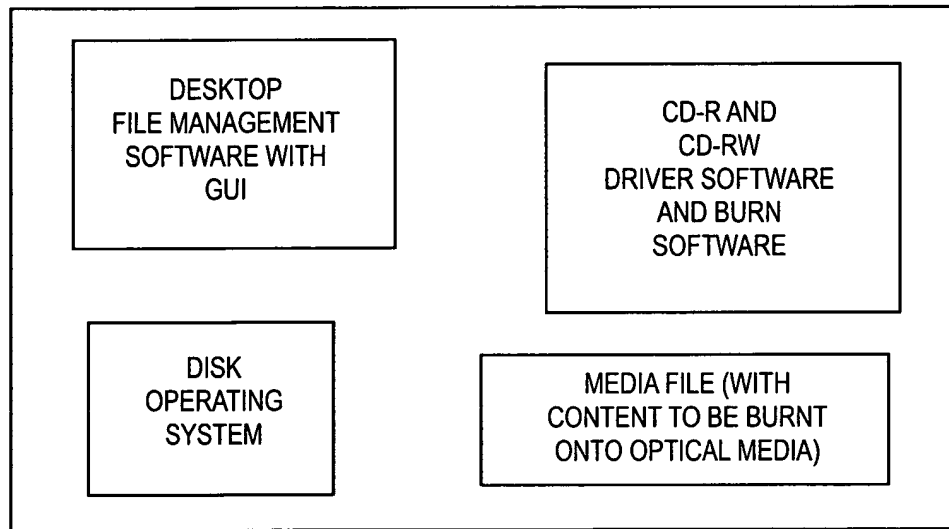 DESKTOP
FILE MANAGEMENT
SOFTWARE WITH
GUI
CD-R AND
CD-RW
DRIVER SOFTWARE
AND BURN
SOFTWARE
DISK
OPERATING
SYSTEM
MEDIA FILE (WITH
CONTENT TO BE BURNT
ONTO OPTICAL MEDIA)